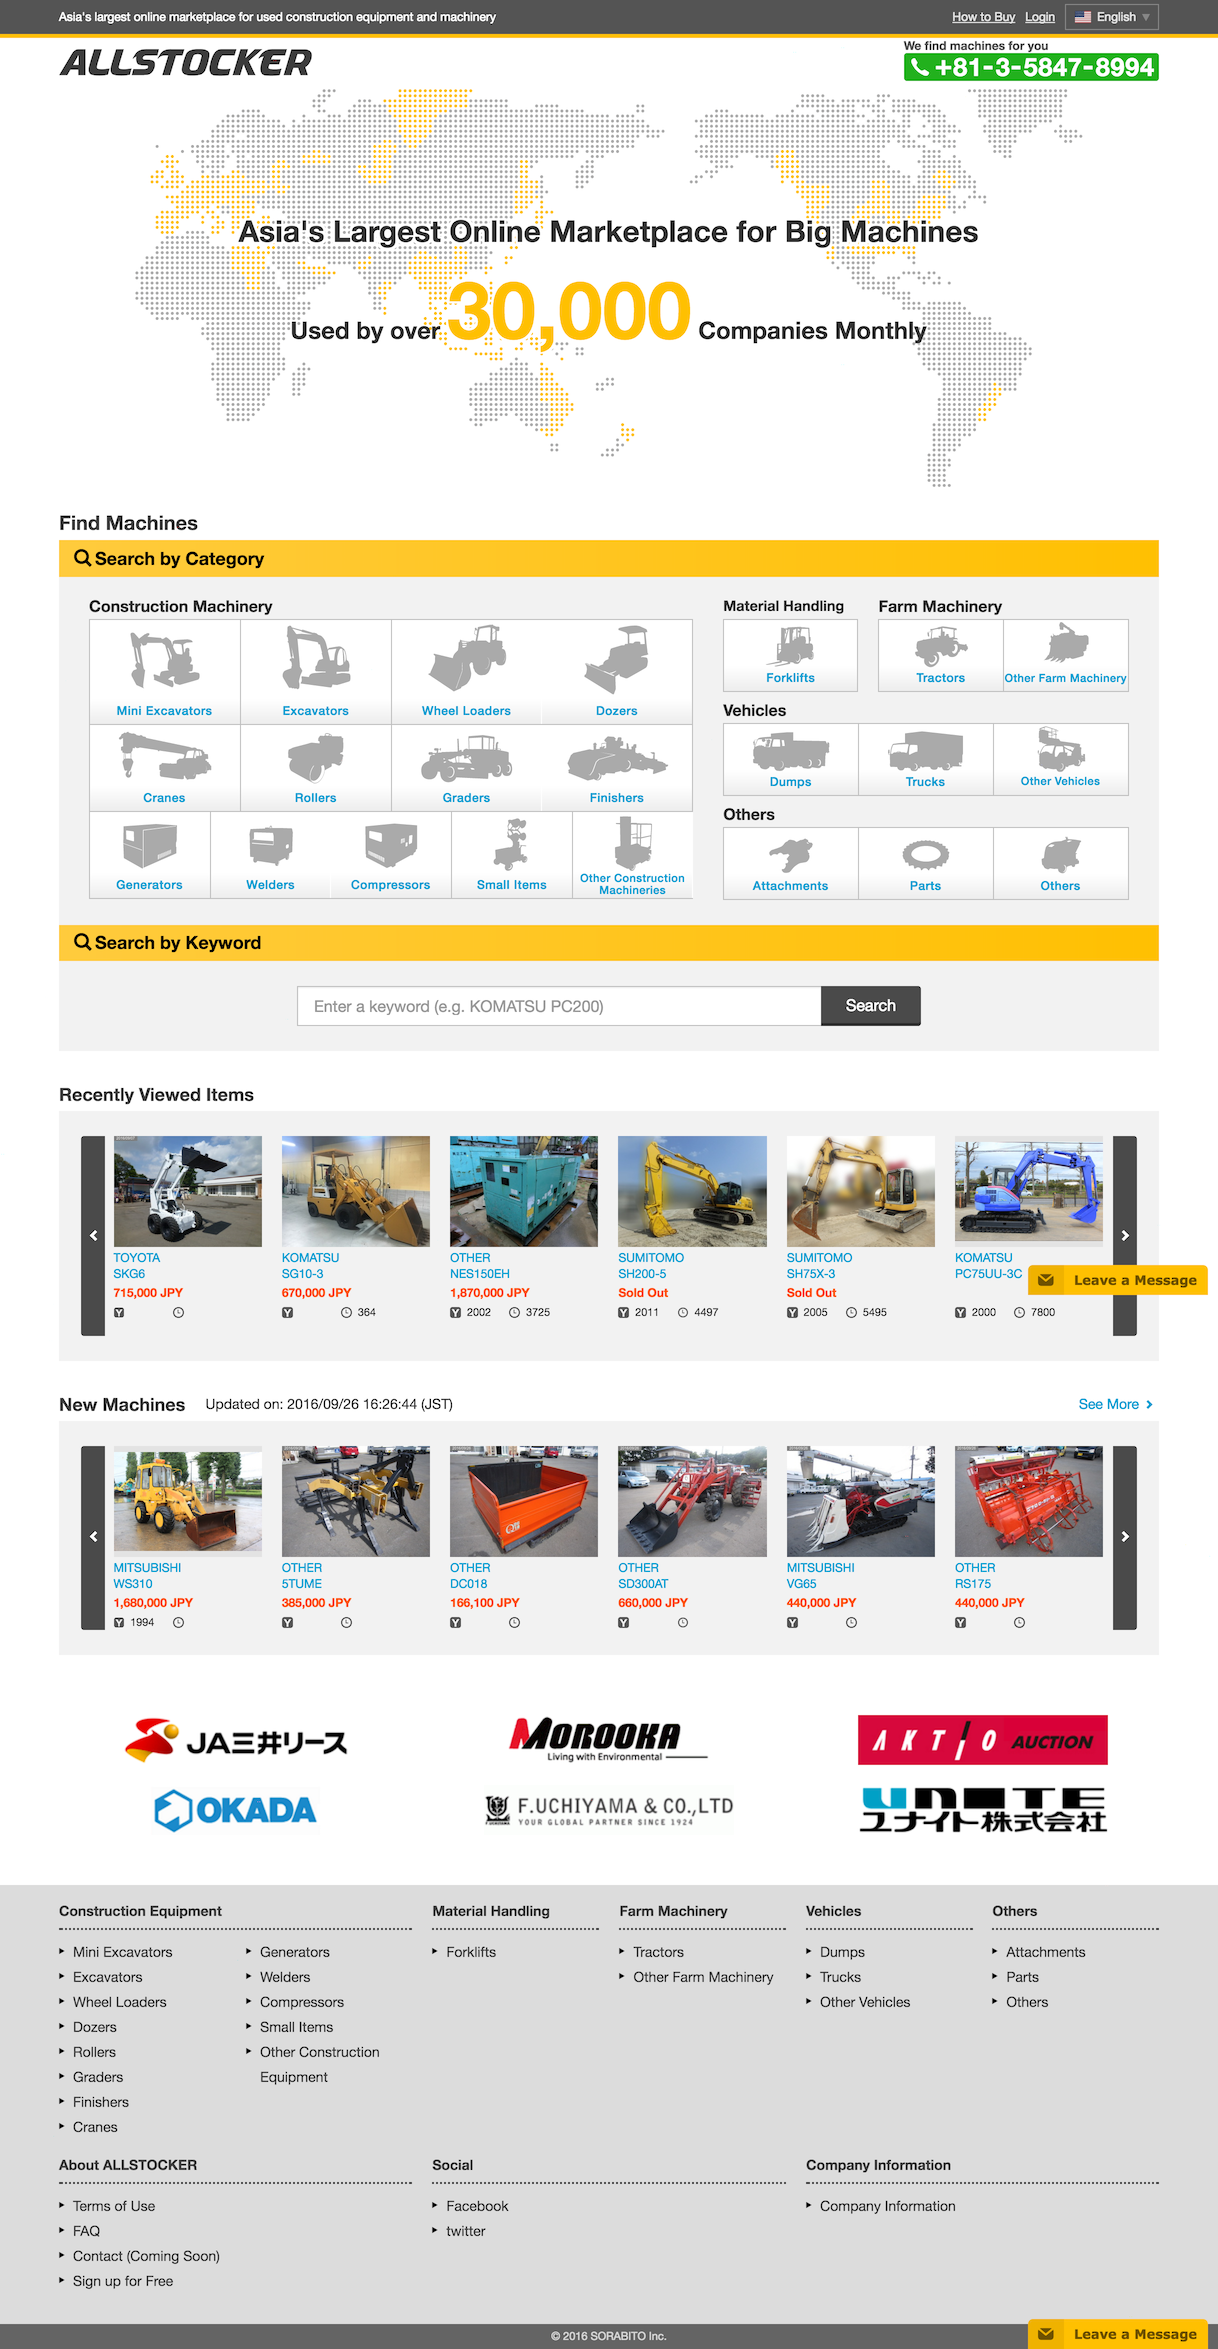 Asia's largest online marketplace for used construction equipment and machinery
How to Buy Login English
ALLSTOCKER
We find machines for you
+81-3-5847-8994
Asia's Largest Online Marketplace for Big Machines
Used by over 30,000 Companies Monthly
Find Machines
Search by Category
Construction Machinery
Mini Excavators Excavators Wheel Loaders Dozers
Cranes Rollers Graders Finishers
Generators Welders Compressors Small Items Other Construction Machineries
Material Handling
Forklifts
Farm Machinery
Tractors Other Farm Machinery
Vehicles
Dumps Trucks Other Vehicles
Others
Attachments Parts Others
Search by Keyword
Enter a keyword (e.g. KOMATSU PC200) Search
Recently Viewed Items
TOYOTA KOMATSU OTHER SUMITOMO SUMITOMO KOMATSU
SKG6 SG10-3 NES150EH SH200-5 SH75X-3 PC75UU-3C
Leave a Message
715,000 JPY 670,000 JPY 1,870,000 JPY Sold Out Sold Out
Y Y 364 Y 2002 3725 Y 2011 4497 Y 2005 5495 Y 2000 7800
New Machines Updated on: 2016/09/26 16:26:44 (JST) See More
MITSUBISHI OTHER OTHER OTHER MITSUBISHI OTHER
WS310 5TUME DC018 SD300AT VG65 RS175
1,680,000 JPY 385,000 JPY 166,100 JPY 660,000 JPY 440,000 JPY 440,000 JPY
Y 1994 Y Y Y Y Y
JA三井リース
MOROOKA
Living with Environmental
AKTIO AUCTION
OKADA
F.UCHIYAMA & CO.,LTD
YOUR GLOBAL PARTNER SINCE 1924
UNITE
ユナイト株式会社
Construction Equipment
Mini Excavators
Excavators
Wheel Loaders
Dozers
Rollers
Graders
Finishers
Cranes
Generators
Welders
Compressors
Small Items
Other Construction
Equipment
Material Handling
Forklifts
Farm Machinery
Tractors
Other Farm Machinery
Vehicles
Dumps
Trucks
Other Vehicles
Others
Attachments
Parts
Others
About ALLSTOCKER
Terms of Use
FAQ
Contact (Coming Soon)
Sign up for Free
Social
Facebook
twitter
Company Information
Company Information
© 2016 SORABITO Inc.
Leave a Message